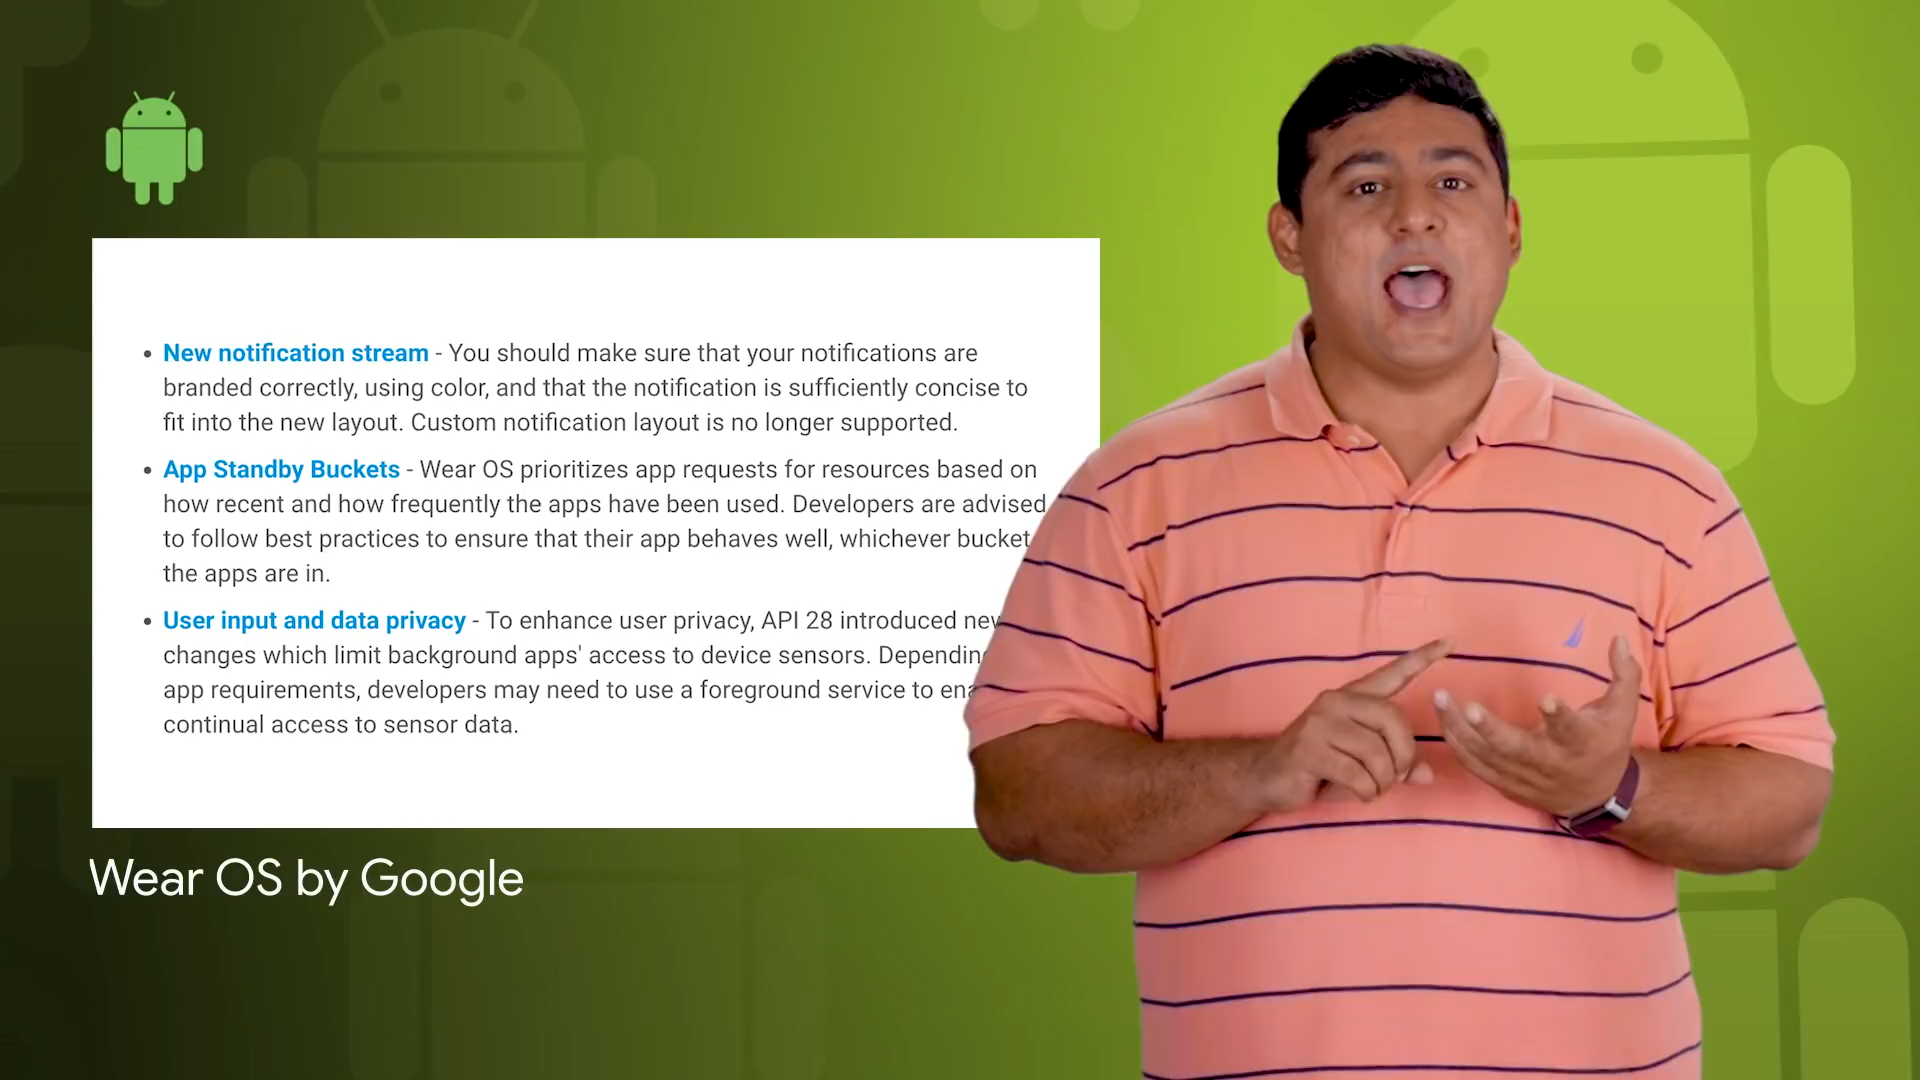 New notification stream - You should make sure that your notifications are
branded correctly, using color, and that the notification is sufficiently concise to
fit into the new layout. Custom notification layout is no longer supported.
App Standby Buckets - Wear OS prioritizes app requests for resources based on
how recent and how frequently the apps have been used. Developers are advised
to follow best practices to ensure that their app behaves well, whichever bucket
the apps are in.
User input and data privacy - To enhance user privacy, API 28 introduced
changes which limit background apps' access to device sensors.
app requirements, developers may need to use a foreground service to
continual access to sensor data.
Wear OS by Google